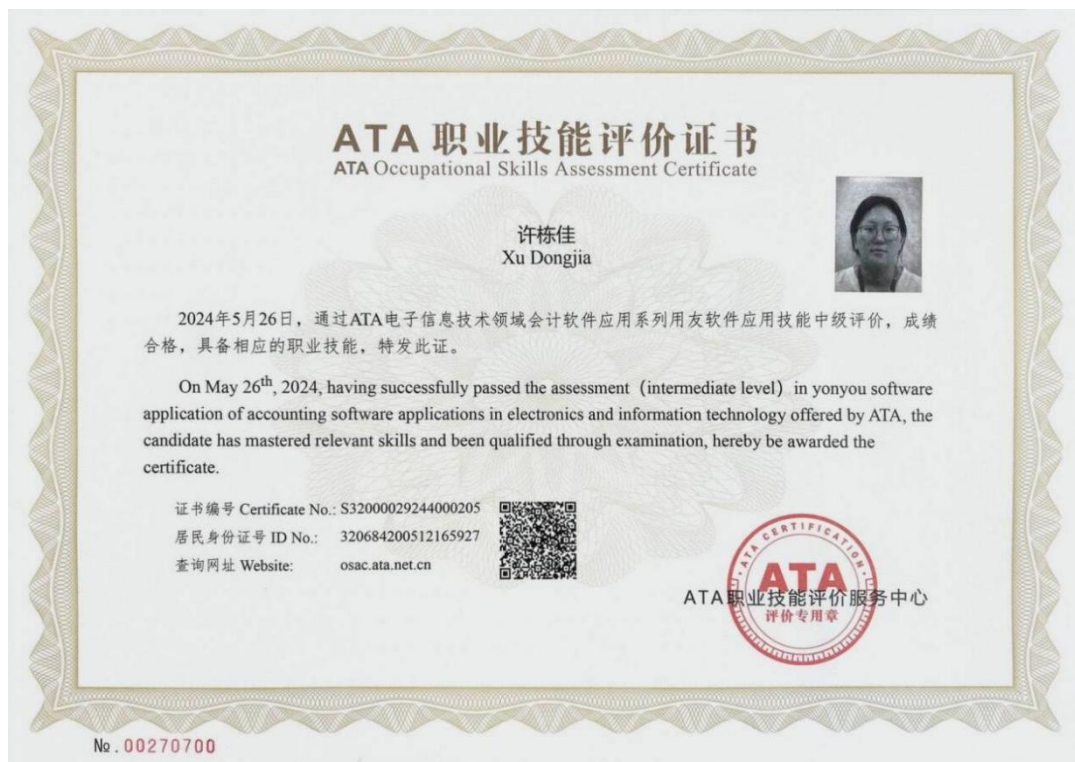 ATA 职业技能评价证书
ATA Occupational Skills Assessment Certificate
许栋佳
Xu Dongjia
2024年5月26日，通过ATA电子信息技术领域会计软件应用系列用友软件应用技能中级评价，成绩
合格，具备相应的职业技能，特发此证。
On May 26th, 2024, having successfully passed the assessment（intermediate level）in yonyou software
application of accounting software applications in electronics and information technology offered by ATA, the
candidate has mastered relevant skills and been qualified through examination, hereby be awarded the
certificate.
证书编号 Certificate No.: S32000029244000205
居民身份证号 ID No.: 320684200512165927
查询网址 Website: osac.ata.net.cn
ATA CERTIFICATION
ATA
ATA职业技能评价服务中心
评价专用章
№.00270700